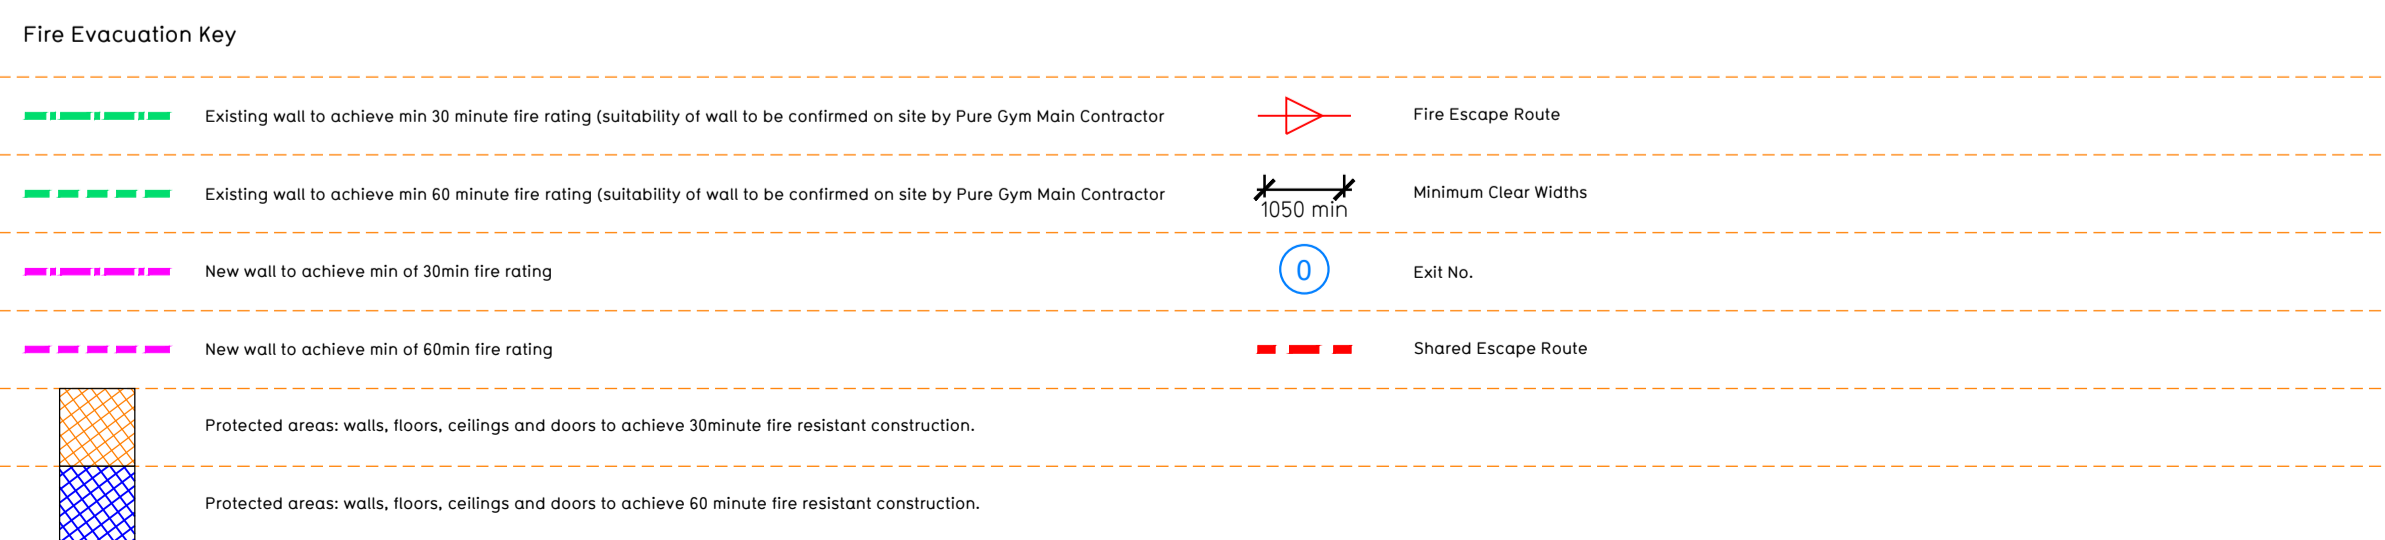 Fire Evacuation Key
Existing wall to achieve min 30 minute fire rating (suitability of wall to be confirmed on site by Pure Gym Main Contractor
Fire Escape Route
Existing wall to achieve min 60 minute fire rating (suitability of wall to be confirmed on site by Pure Gym Main Contractor
1050 min
Minimum Clear Widths
New wall to achieve min of 30min fire rating
0
Exit No.
New wall to achieve min of 60min fire rating
Shared Escape Route
Protected areas: walls, floors, ceilings and doors to achieve 30minute fire resistant construction.
Protected areas: walls, floors, ceilings and doors to achieve 60 minute fire resistant construction.